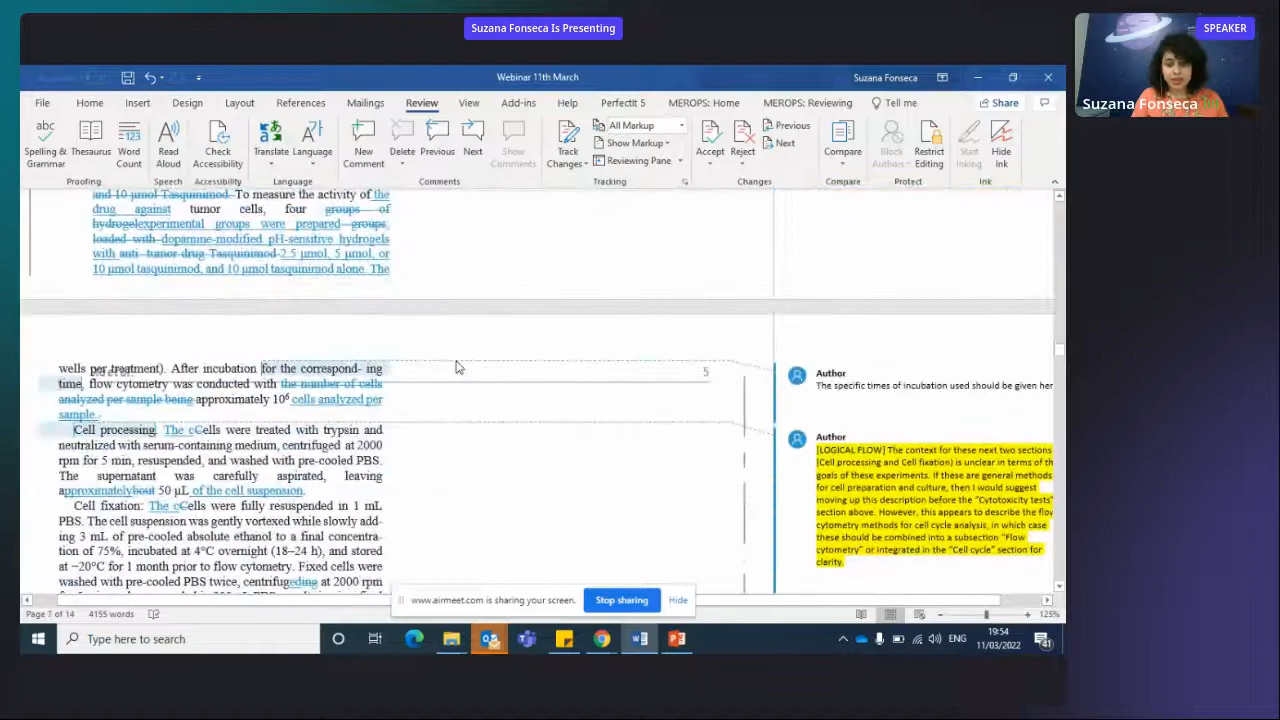 Suzana Fonseca Is Presenting
SPEAKER
Suzana Fonseca
Webinar 11th March
Suzana Fonseca
File Home Insert Design Layout References Mailings Review View Add-ins Help PerfectIt 5 MEROPS: Home MEROPS: Reviewing Tell me Share
Spelling & Grammar
Thesaurus
Word Count
Read Aloud
Check Accessibility
Translate
Language
New Comment
Delete
Previous
Next
Show Comments
Track Changes
All Markup
Show Markup
Reviewing Pane
Accept
Reject
Previous
Next
Compare
Block Authors
Restrict Editing
Start Inking
Hide Ink
Proofing Speech Accessibility Language Comments Tracking Changes Compare Protect Ink
and 10 μmol Tasquinimod. To measure the activity of the
drug against tumor cells, four groups of
hydrogelexperimental groups were prepared groups,
loaded with dopamine-modified pH-sensitive hydrogels
with anti-tumor drug Tasquinimod 2.5 μmol, 5 μmol, or
10 μmol tasquinimod, and 10 μmol tasquinimod alone. The
5
wells per treatment). After incubation for the correspond- ing
time, flow cytometry was conducted with the number of cells
analyzed per sample being approximately 10⁶ cells analyzed per
sample.
Cell processing. The cCells were treated with trypsin and
neutralized with serum-containing medium, centrifuged at 2000
rpm for 5 min, resuspended, and washed with pre-cooled PBS.
The supernatant was carefully aspirated, leaving
approximatelybout 50 μL of the cell suspension.
Cell fixation: The cCells were fully resuspended in 1 mL
PBS. The cell suspension was gently vortexed while slowly add-
ing 3 mL of pre-cooled absolute ethanol to a final concentra-
tion of 75%, incubated at 4°C overnight (18–24 h), and stored
at −20°C for 1 month prior to flow cytometry. Fixed cells were
washed with pre-cooled PBS twice, centrifugeding at 2000 rpm
Author
The specific times of incubation used should be given her
Author
[LOGICAL FLOW] The context for these next two sections
(Cell processing and Cell fixation) is unclear in terms of th
goals of these experiments. If these are general methods
for cell preparation and culture, then I would suggest
moving up this description before the “Cytotoxicity tests”
section above. However, this appears to describe the flow
cytometry methods for cell cycle analysis, in which case
these should be combined into a subsection “Flow
cytometry” or integrated in the “Cell cycle” section for
clarity.
www.airmeet.com is sharing your screen. Stop sharing Hide
Page 7 of 14 4155 words 125%
Type here to search
ENG
19:54
11/03/2022
41